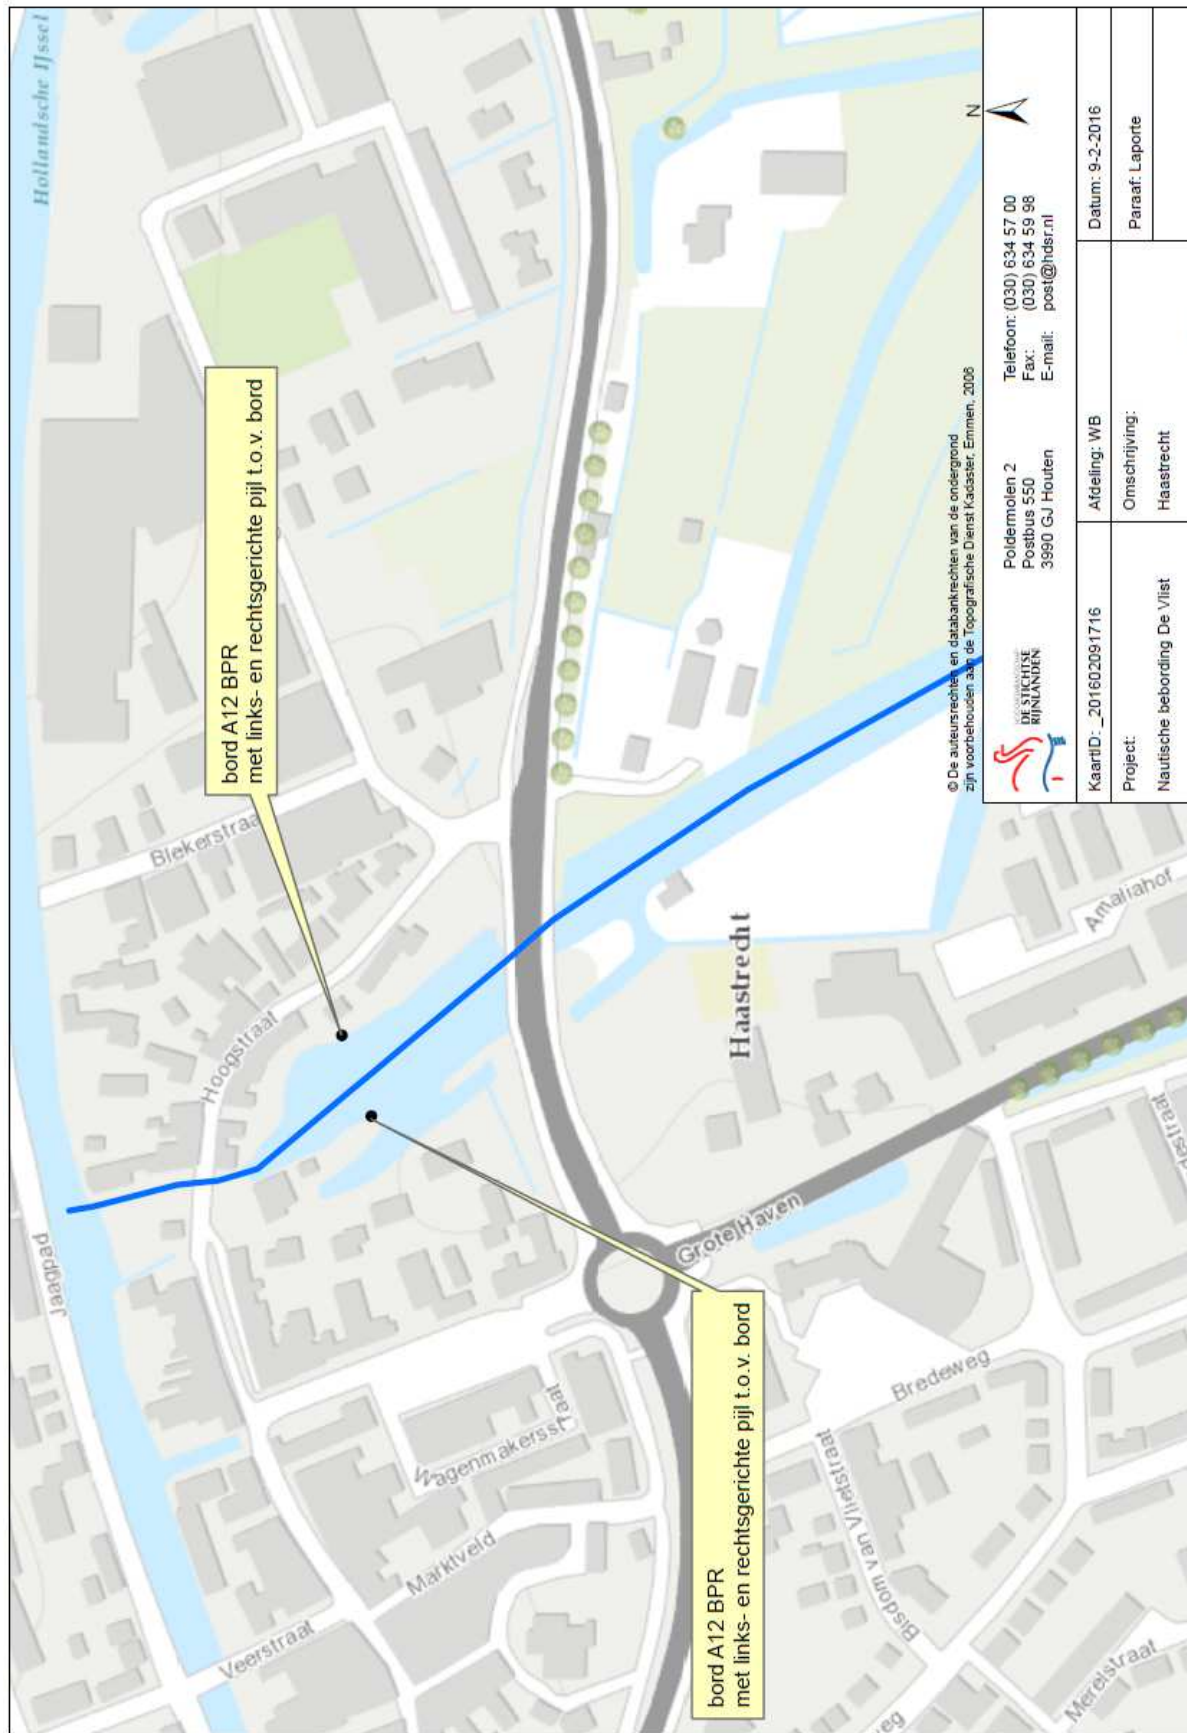 Hollandsche IJssel
Jaagpad
Blekerstraa
Hoogstraat
bord A12 BPR
met links- en rechtsgerichte pijl t.o.v. bord
Veerstraat
Marktveld
Wagenmakersstraat
Grote Haven
Haastrecht
bord A12 BPR
met links- en rechtsgerichte pijl t.o.v. bord
Bredeweg
Bisdom van Vlietstraat
Merelstraat
eg
Amaliahof
destraat
© De auteursrechten en databankrechten van de ondergrond
zijn voorbehouden aan de Topografische Dienst Kadaster, Emmen, 2006
N
DE STICHTSE
RIJNLANDEN
Poldermolen 2
Postbus 550
3990 GJ Houten
Telefoon: (030) 634 57 00
Fax: (030) 634 59 98
E-mail: post@hdsr.nl
KaartID: _201602091716
Afdeling: WB
Datum: 9-2-2016
Project:
Omschrijving:
Paraaf: Laporte
Nautische bebording De Vlist
Haastrecht